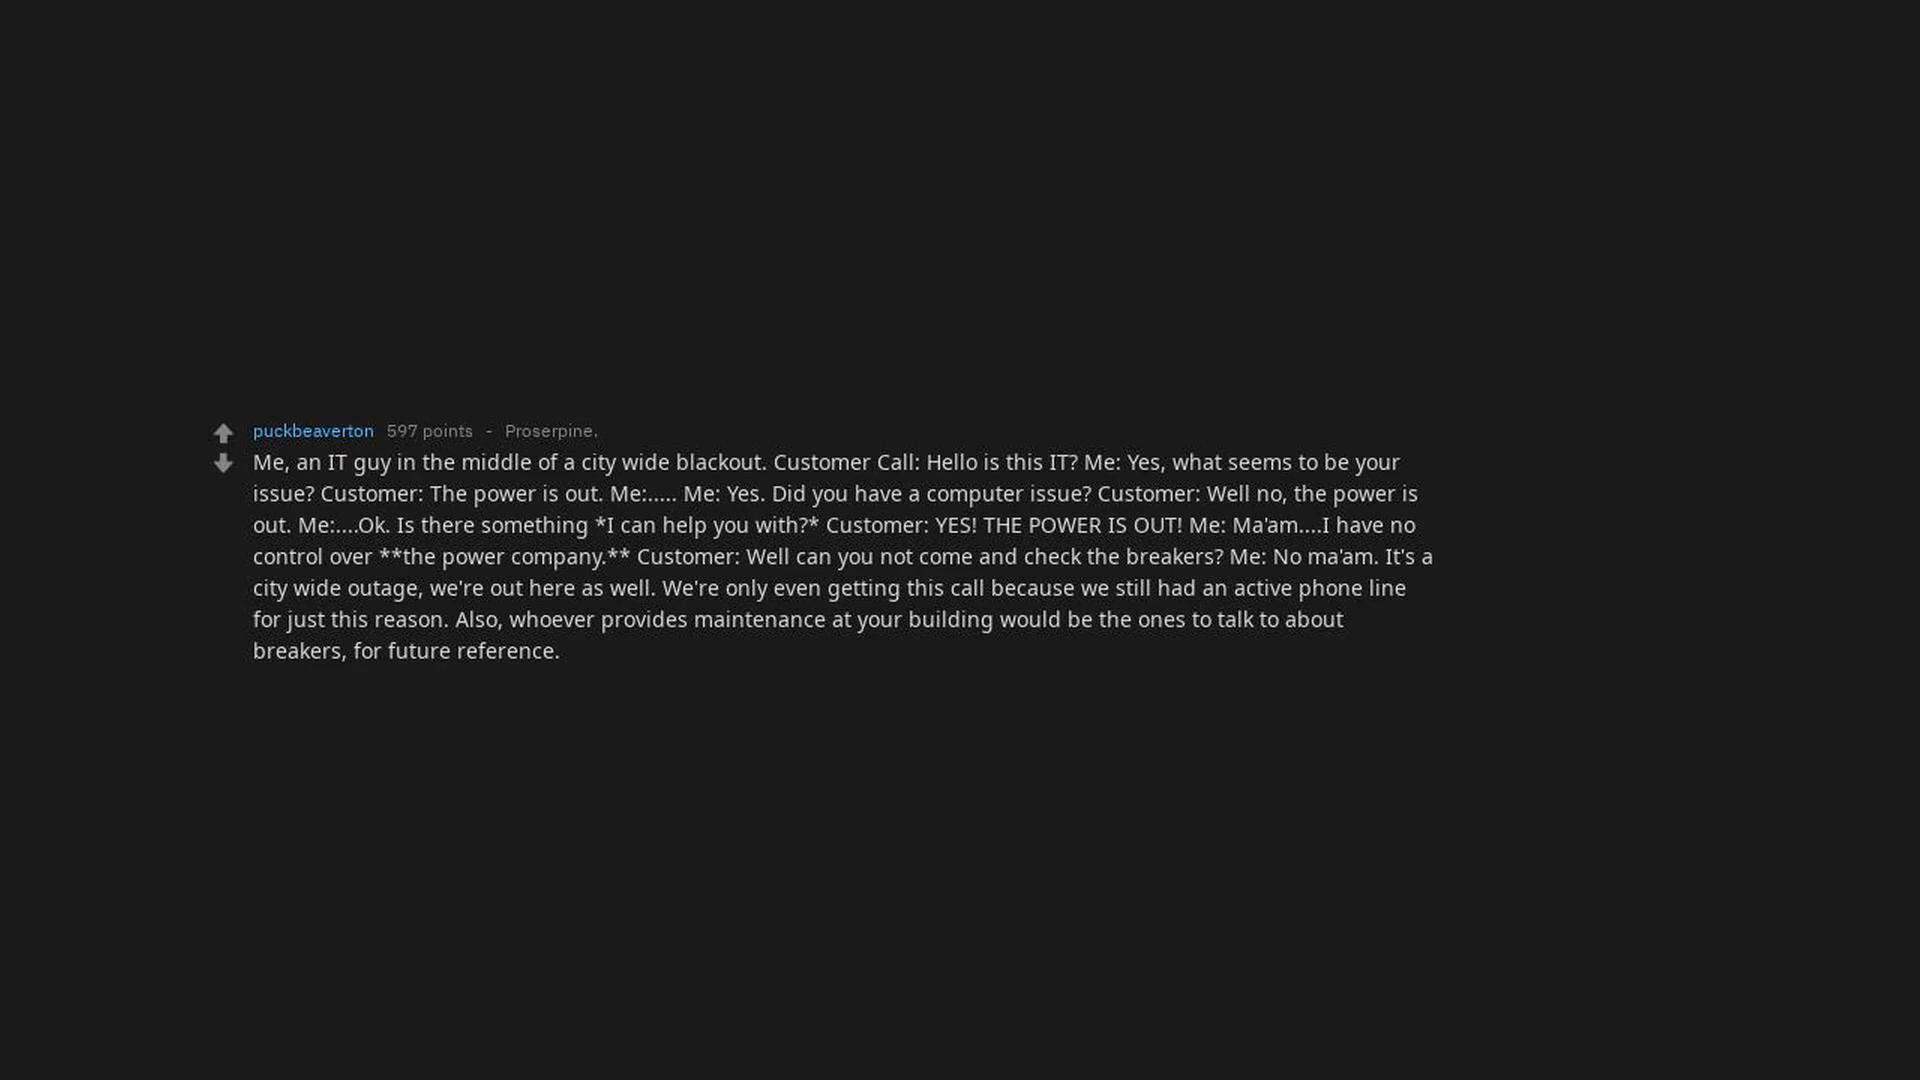 puckbeaverton 597 points - Proserpine.
Me, an IT guy in the middle of a city wide blackout. Customer Call: Hello is this IT? Me: Yes, what seems to be your
issue? Customer: The power is out. Me:..... Me: Yes. Did you have a computer issue? Customer: Well no, the power is
out. Me:....Ok. Is there something *I can help you with?* Customer: YES! THE POWER IS OUT! Me: Ma'am....I have no
control over **the power company.** Customer: Well can you not come and check the breakers? Me: No ma'am. It's a
city wide outage, we're out here as well. We're only even getting this call because we still had an active phone line
for just this reason. Also, whoever provides maintenance at your building would be the ones to talk to about
breakers, for future reference.